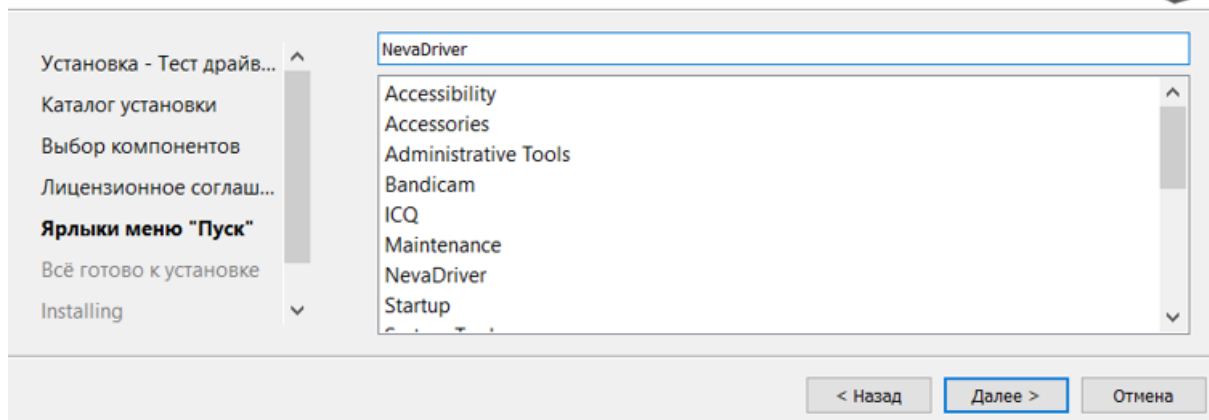 Установка - Тест драйв...
Каталог установки
Выбор компонентов
Лицензионное соглаш...
Ярлыки меню "Пуск"
Всё готово к установке
Installing
NevaDriver
Accessibility
Accessories
Administrative Tools
Bandicam
ICQ
Maintenance
NevaDriver
Startup
< Назад
Далее >
Отмена